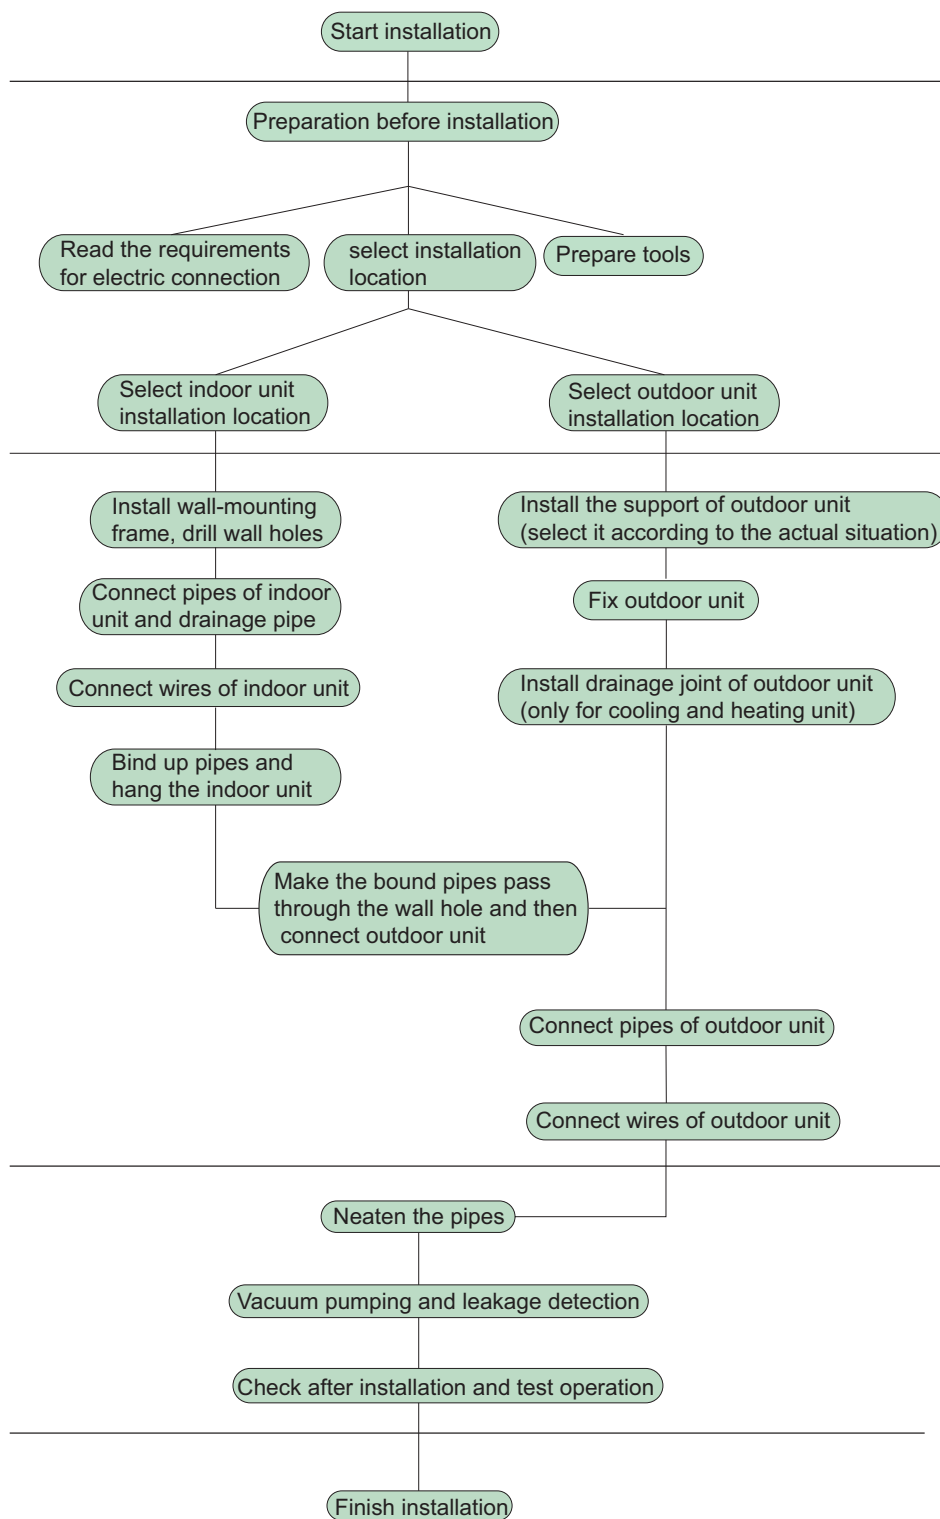 Start installation
Preparation before installation
Read the requirements
for electric connection
select installation
location
Prepare tools
Select indoor unit
installation location
Select outdoor unit
installation location
Install wall-mounting
frame, drill wall holes
Install the support of outdoor unit
(select it according to the actual situation)
Connect pipes of indoor
unit and drainage pipe
Fix outdoor unit
Connect wires of indoor unit
Install drainage joint of outdoor unit
(only for cooling and heating unit)
Bind up pipes and
hang the indoor unit
Make the bound pipes pass
through the wall hole and then
connect outdoor unit
Connect pipes of outdoor unit
Connect wires of outdoor unit
Neaten the pipes
Vacuum pumping and leakage detection
Check after installation and test operation
Finish installation